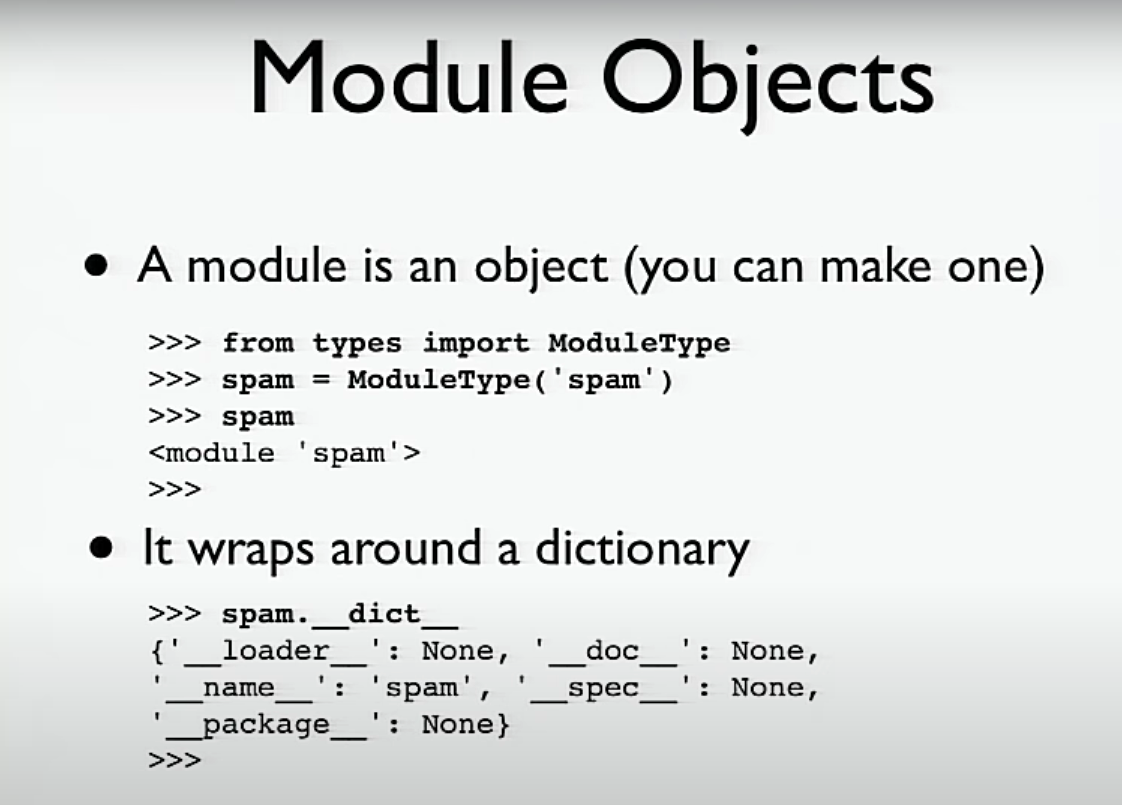 Module Objects
• A module is an object (you can make one)
>>> from types import ModuleType
>>> spam = ModuleType('spam')
>>> spam
<module 'spam'>
>>>
• It wraps around a dictionary
>>> spam.__dict__
{'__loader__': None, '__doc__': None,
'__name__': 'spam', '__spec__': None,
'__package__': None}
>>>